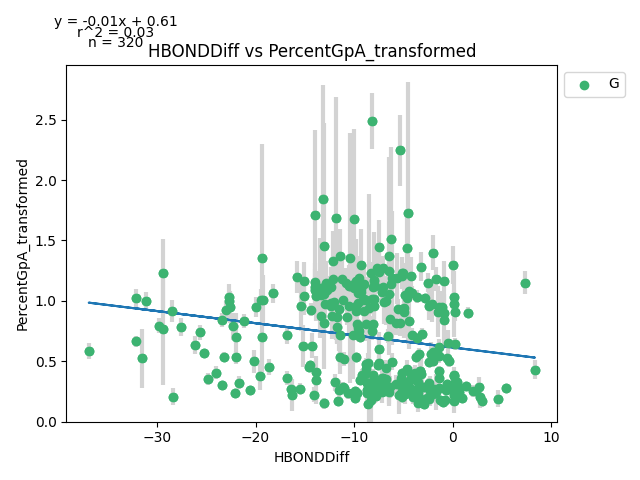 y = -0.01x + 0.61
r^2 = 0.03
n = 320
HBONDDiff vs PercentGpA_transformed
G
PercentGpA_transformed
2.5
2.0
1.5
1.0
0.5
0.0
−30 −20 −10 0 10
HBONDDiff